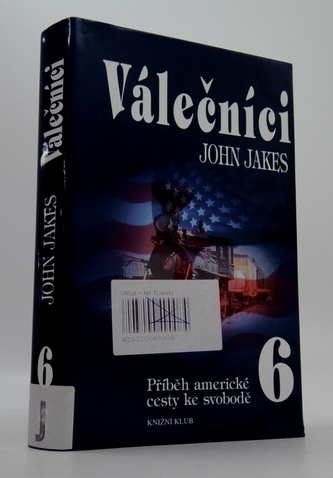 Válečníci
JOHN JAKES
Příběh americké
cesty ke svobodě
6
KNIŽNÍ KLUB
Válečníci
JOHN JAKES
6
J